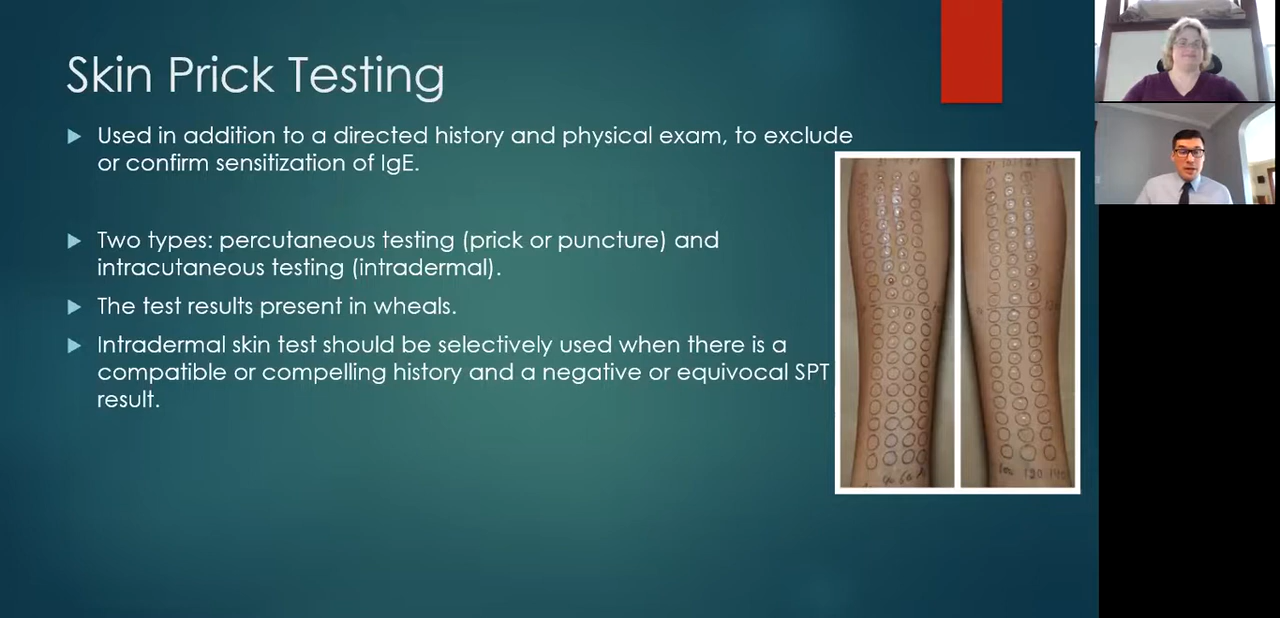 Skin Prick Testing
Used in addition to a directed history and physical exam, to exclude
or confirm sensitization of IgE.
Two types: percutaneous testing (prick or puncture) and
intracutaneous testing (intradermal).
The test results present in wheals.
Intradermal skin test should be selectively used when there is a
compatible or compelling history and a negative or equivocal SPT
result.